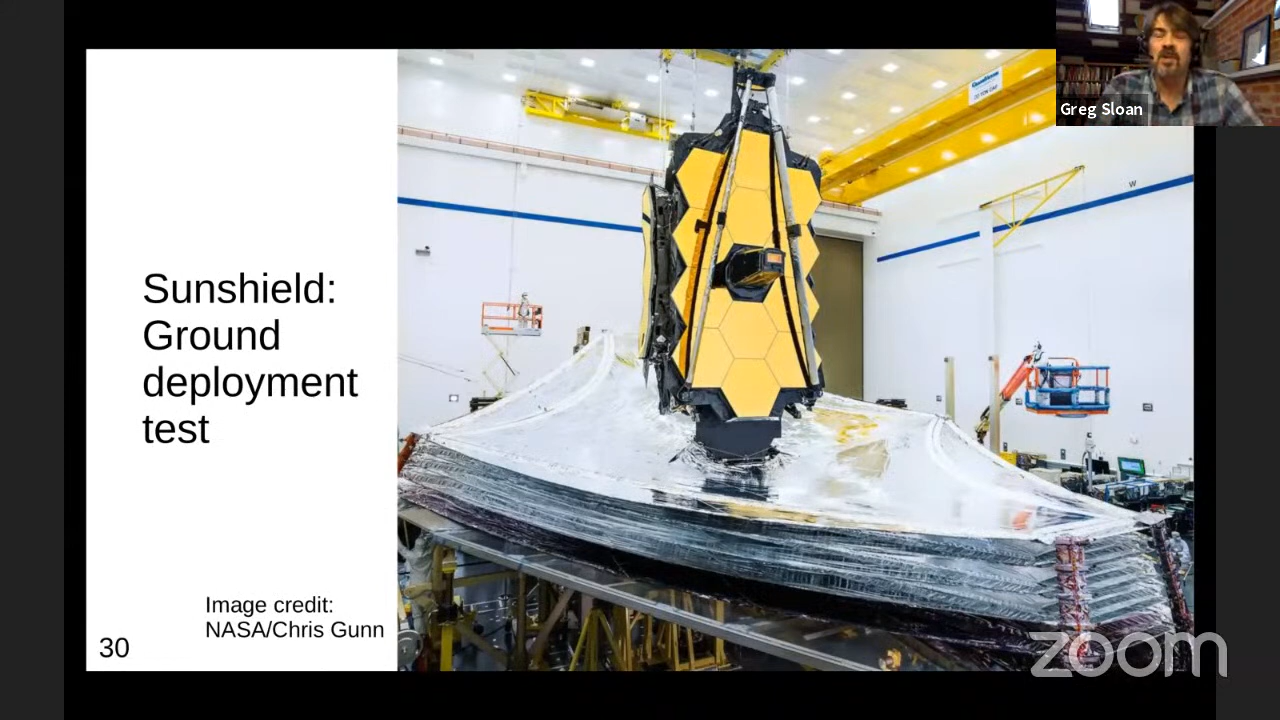 Sunshield:
Ground
deployment
test
Image credit:
NASA/Chris Gunn
30
Greg Sloan
W
zoom